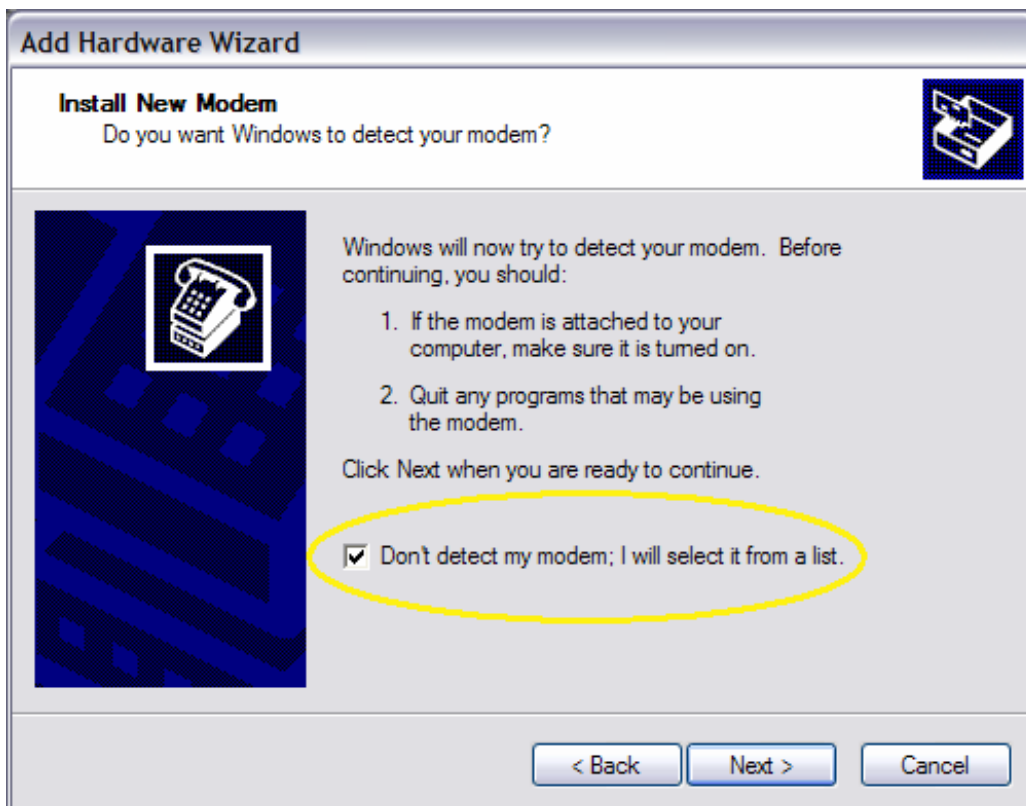 Add Hardware Wizard
Install New Modem
Do you want Windows to detect your modem?
Windows will now try to detect your modem.  Before
continuing, you should:
1. If the modem is attached to your
computer, make sure it is turned on.
2. Quit any programs that may be using
the modem.
Click Next when you are ready to continue.
Don't detect my modem; I will select it from a list.
< Back
Next >
Cancel